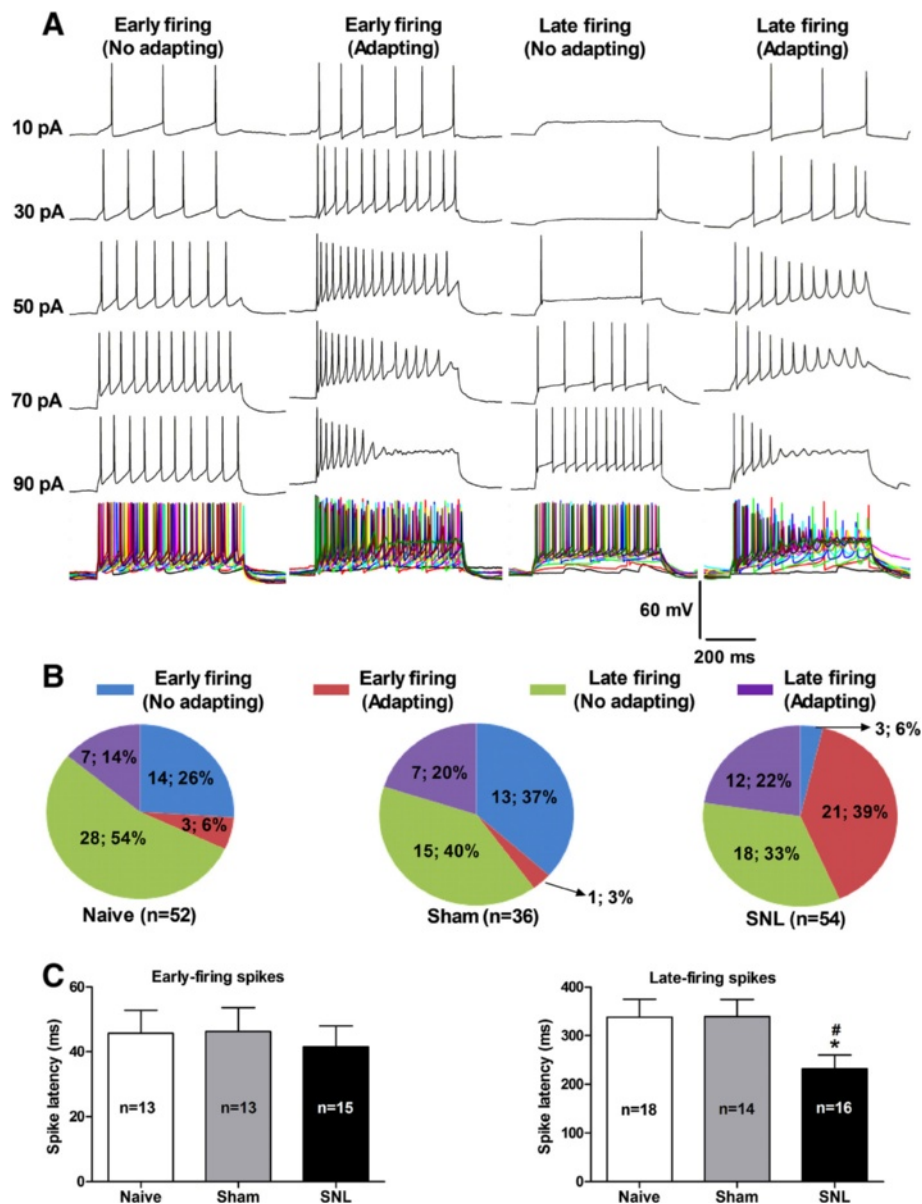 A
Early firing Early firing Late firing Late firing
(No adapting) (Adapting) (No adapting) (Adapting)
10 pA
30 pA
50 pA
70 pA
90 pA
60 mV
200 ms
B
Early firing Early firing Late firing Late firing
(No adapting) (Adapting) (No adapting) (Adapting)
7; 14%
14; 26%
3; 6%
28; 54%
Naive (n=52)
7; 20%
13; 37%
15; 40%
1; 3%
Sham (n=36)
3; 6%
12; 22%
21; 39%
18; 33%
SNL (n=54)
C
Early-firing spikes
Spike latency (ms)
60
40
20
0
n=13 n=13 n=15
Naive Sham SNL
Late-firing spikes
Spike latency (ms)
400
300
200
100
0
#
*
n=18 n=14 n=16
Naive Sham SNL